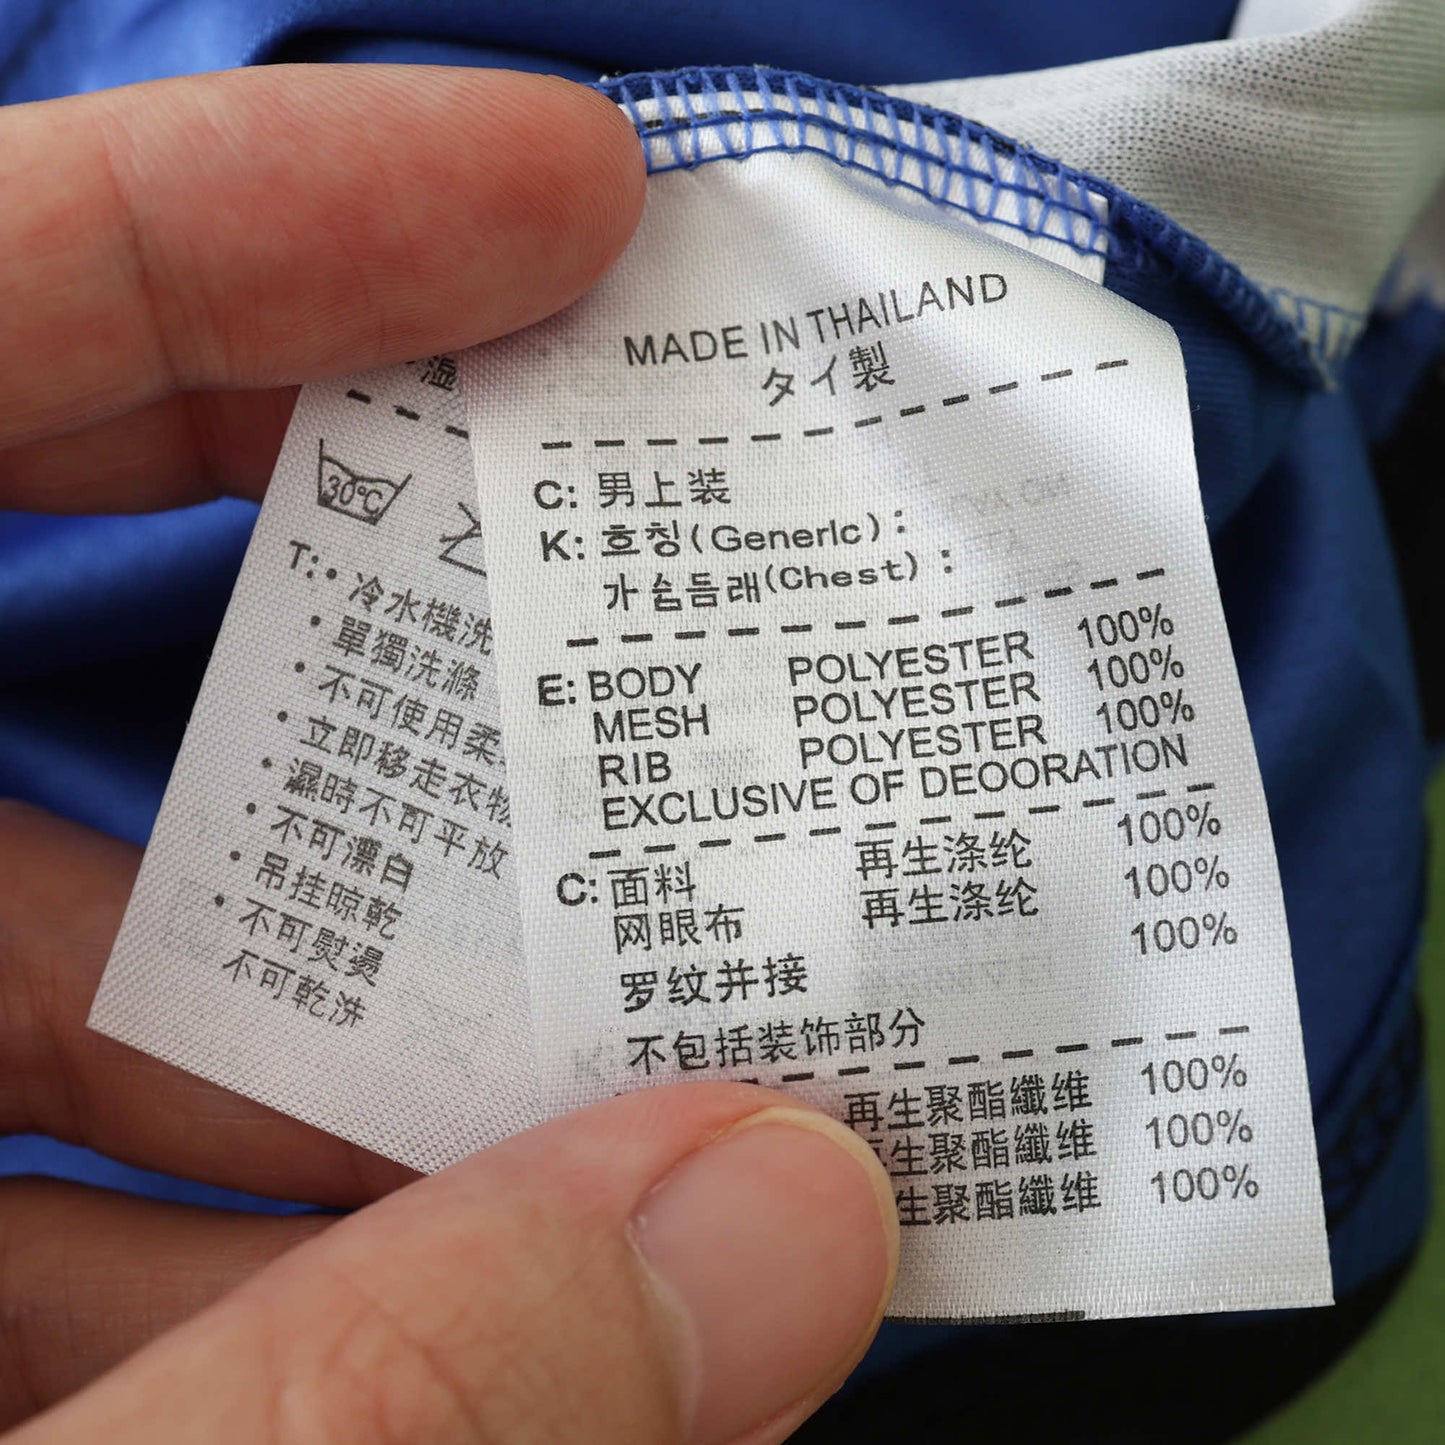 MADE IN THAILAND
タイ製
C: 男上装
K: 호칭(Generlc):
가슴듬래(Chest):
E: BODY POLYESTER 100%
MESH POLYESTER 100%
RIB POLYESTER 100%
EXCLUSIVE OF DEOORATION
C: 面料 再生涤纶 100%
网眼布 再生涤纶 100%
罗纹并接 100%
不包括装饰部分
再生聚酯纖维 100%
生聚酯纖维 100%
生聚酯纖维 100%
湿
30°C
T: • 冷水機洗
• 單獨洗滌
• 不可使用柔
• 立即移走衣物
• 濕時不可平放
• 不可漂白
• 吊挂晾乾
• 不可熨燙
不可乾洗